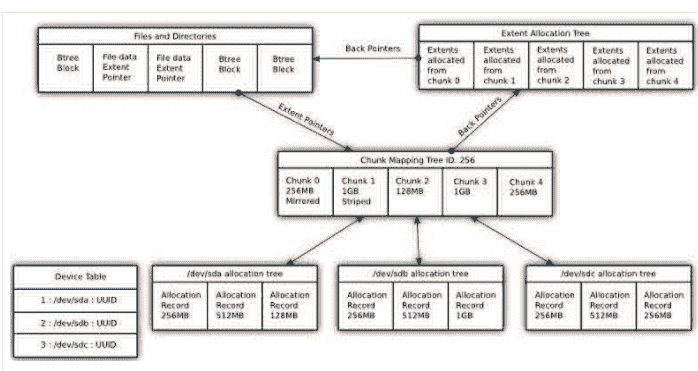 Files and Directories
Btree
Block
File data
Extent
Pointer
File data
Extent
Pointer
Btree
Block
Btree
Block
Back Pointers
Extent Allocation Tree
Extents
allocated
from
chunk 0
Extents
allocated
from
chunk 1
Extents
allocated
from
chunk 2
Extents
allocated
from
chunk 3
Extents
allocated
from
chunk 4
Extent Pointers
Back Pointers
Chunk Mapping Tree ID: 256
Chunk 0
256MB
Mirrored
Chunk 1
1GB
Striped
Chunk 2
128MB
Chunk 3
1GB
Chunk 4
256MB
Device Table
1 : /dev/sda : UUID
2 : /dev/sdb : UUID
3 : /dev/sdc : UUID
/dev/sda allocation tree
Allocation
Record
256MB
Allocation
Record
512MB
Allocation
Record
128MB
/dev/sdb allocation tree
Allocation
Record
256MB
Allocation
Record
512MB
Allocation
Record
1GB
/dev/sdc allocation tree
Allocation
Record
256MB
Allocation
Record
512MB
Allocation
Record
256MB